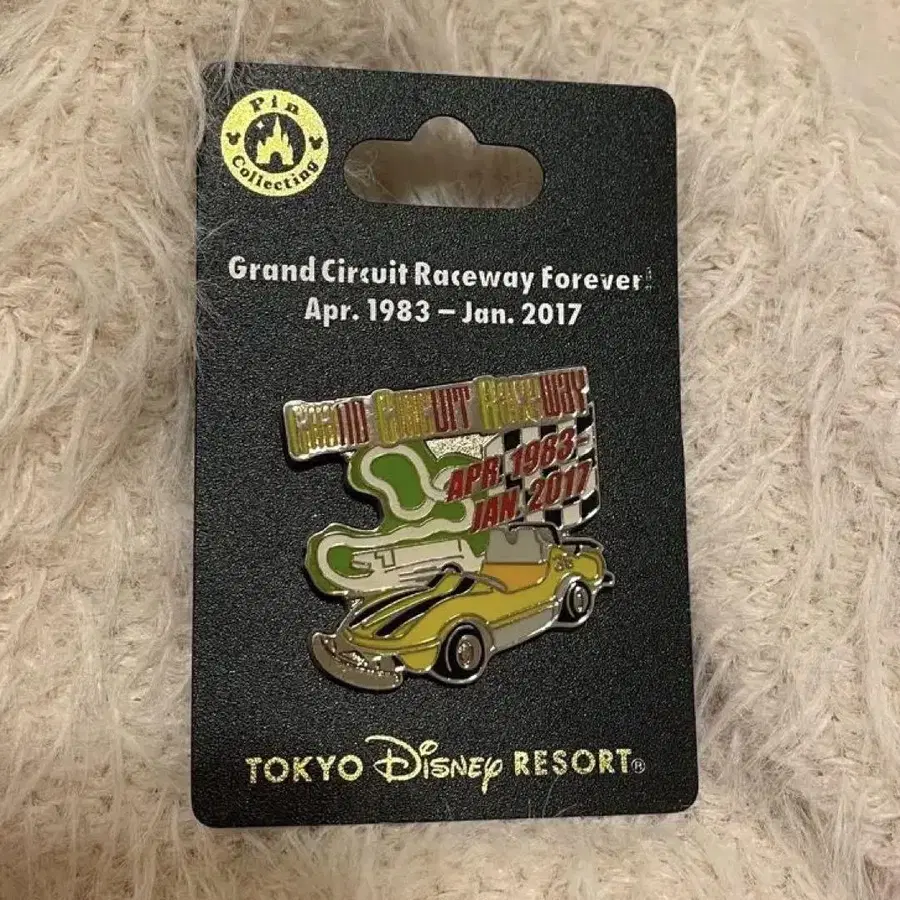 Pin
Collecting
Grand Circuit Raceway Forever!
Apr. 1983 – Jan. 2017
GRAND CIRCUIT RACEWAY
APR. 1983-
JAN. 2017
TOKYO Disney RESORT®